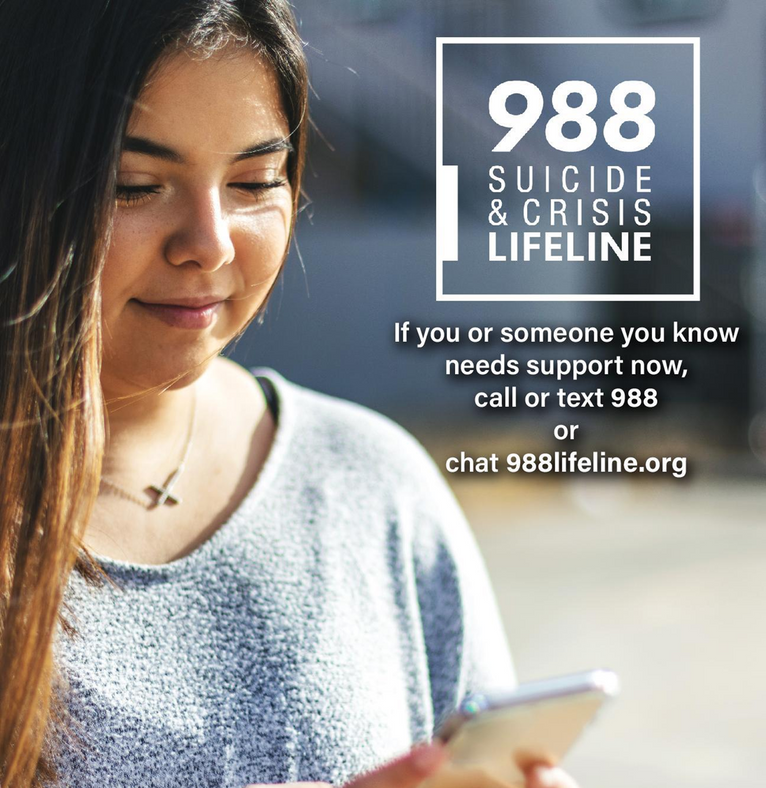 988
SUICIDE
& CRISIS
LIFELINE
If you or someone you know
needs support now,
call or text 988
or
chat 988lifeline.org